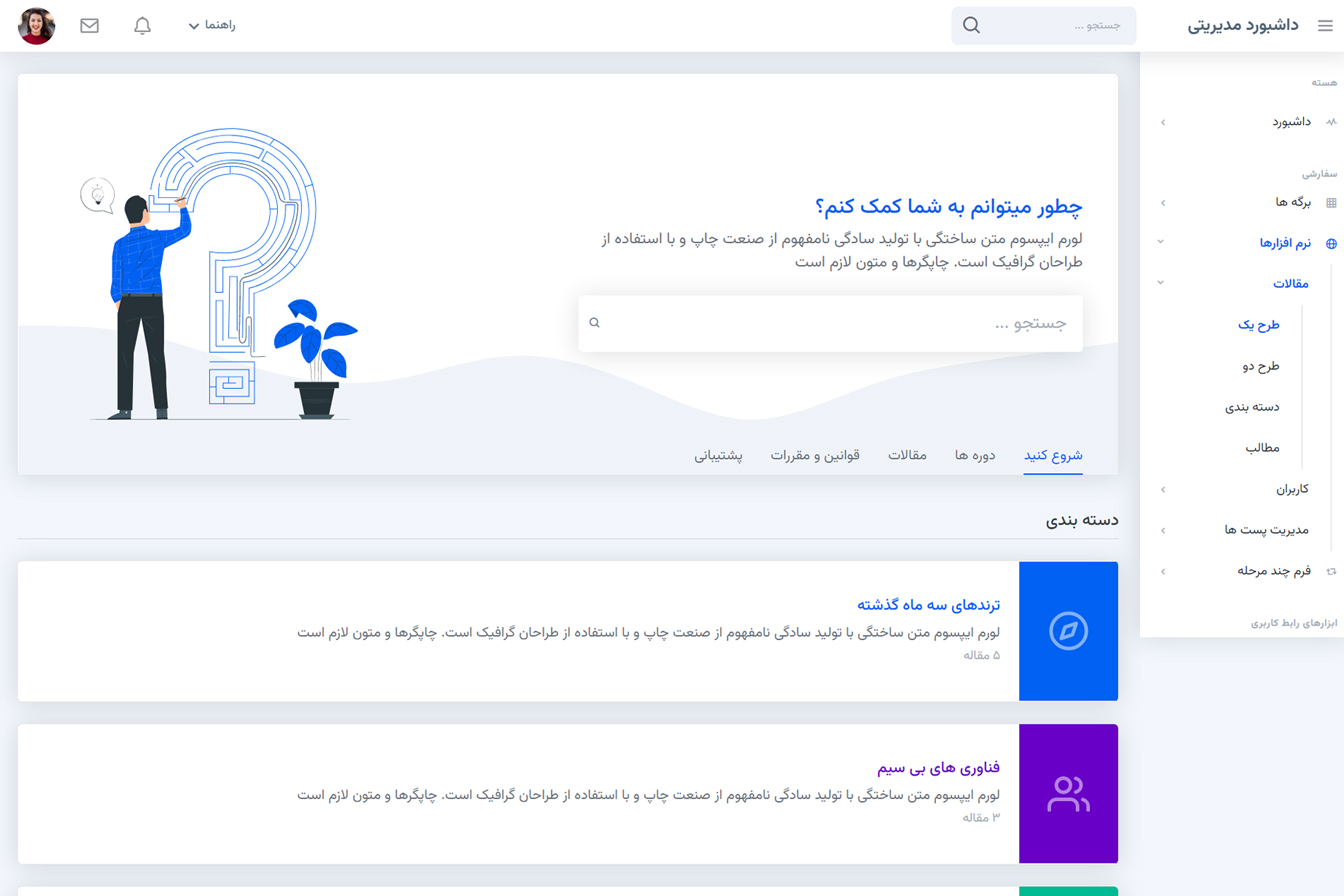 داشبورد مدیریتی
جستجو ...
راهنما
هسته
داشبورد
سفارشی
برگه ها
نرم افزارها
مقالات
طرح یک
طرح دو
دسته بندی
مطالب
کاربران
مدیریت پست ها
فرم چند مرحله
ابزارهای رابط کاربری
چطور میتوانم به شما کمک کنم؟
لورم ایپسوم متن ساختگی با تولید سادگی نامفهوم از صنعت چاپ و با استفاده از
طراحان گرافیک است. چاپگرها و متون لازم است
جستجو ...
شروع کنید
دوره ها
مقالات
قوانین و مقررات
پشتیبانی
دسته بندی
ترندهای سه ماه گذشته
لورم ایپسوم متن ساختگی با تولید سادگی نامفهوم از صنعت چاپ و با استفاده از طراحان گرافیک است. چاپگرها و متون لازم است
۵ مقاله
فناوری های بی سیم
لورم ایپسوم متن ساختگی با تولید سادگی نامفهوم از صنعت چاپ و با استفاده از طراحان گرافیک است. چاپگرها و متون لازم است
۳ مقاله